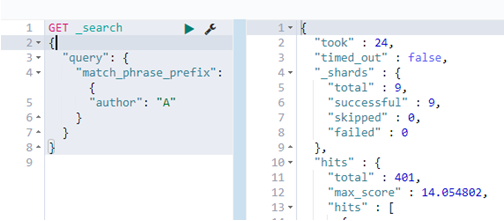 1 GET _search
2 {
3 "query": {
4 "match_phrase_prefix":
{
5 "author": "A"
6 }
7 }
8 }
9
1 {
2 "took" : 24,
3 "timed_out" : false,
4 "_shards" : {
5 "total" : 9,
6 "successful" : 9,
7 "skipped" : 0,
8 "failed" : 0
9 },
10 "hits" : {
11 "total" : 401,
12 "max_score" : 14.054802,
13 "hits" : [